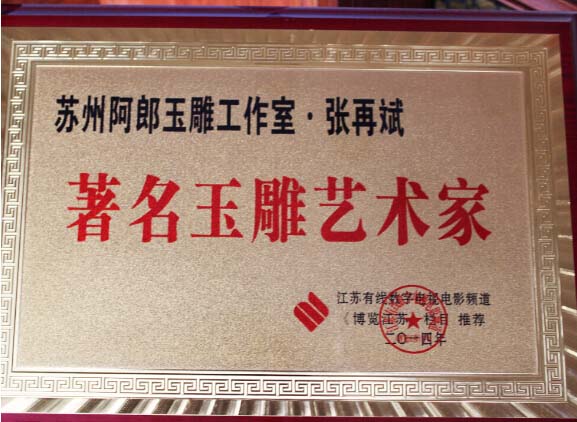 苏州阿郎玉雕工作室·张再斌
著名玉雕艺术家
江苏有线数字电视电影频道
《博览江苏》栏目 推荐
二〇一四年